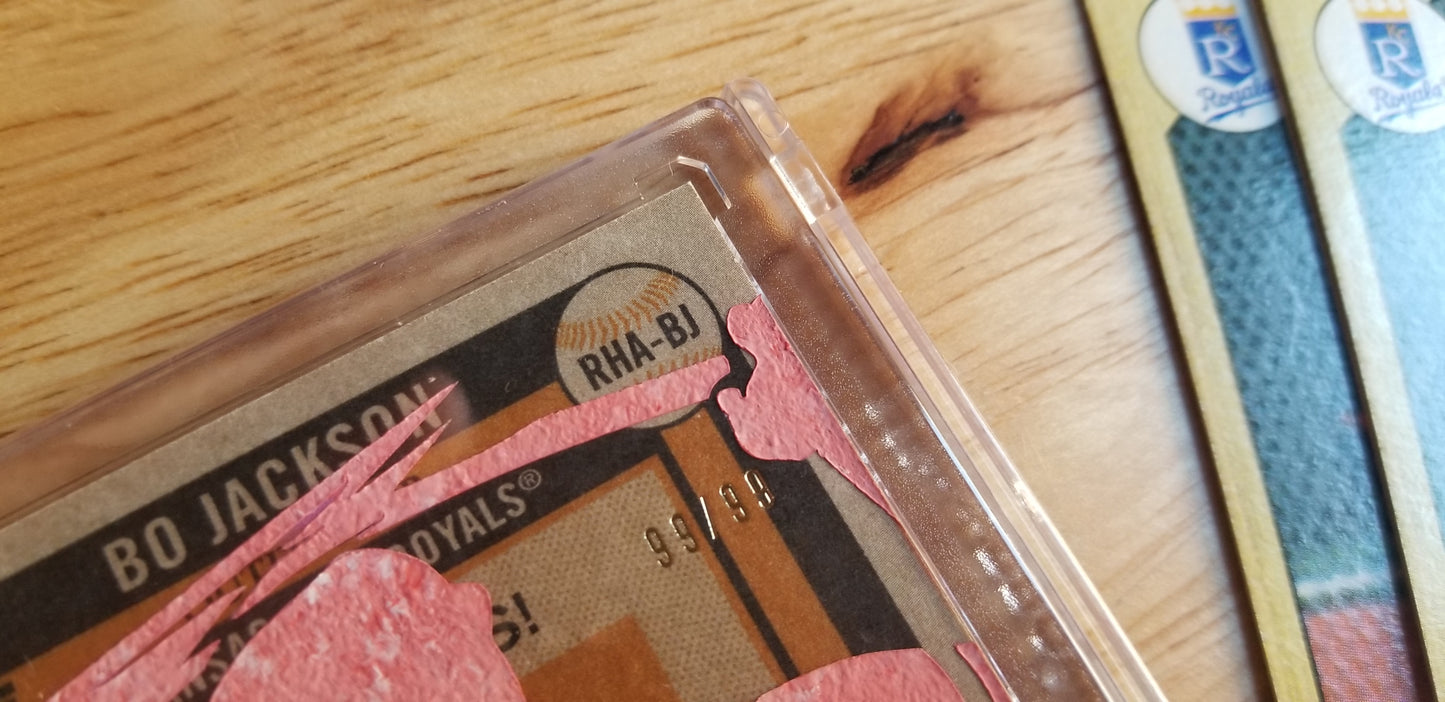 RHA-BJ
BO JACKSON
ROYALS®
99/99
S!
R
Royals
R
Royals